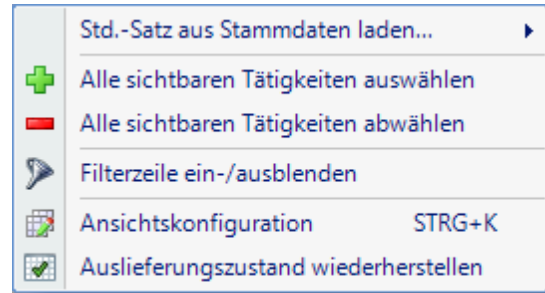 Std.-Satz aus Stammdaten laden...
Alle sichtbaren Tätigkeiten auswählen
Alle sichtbaren Tätigkeiten abwählen
Filterzeile ein-/ausblenden
Ansichtskonfiguration STRG+K
Auslieferungszustand wiederherstellen